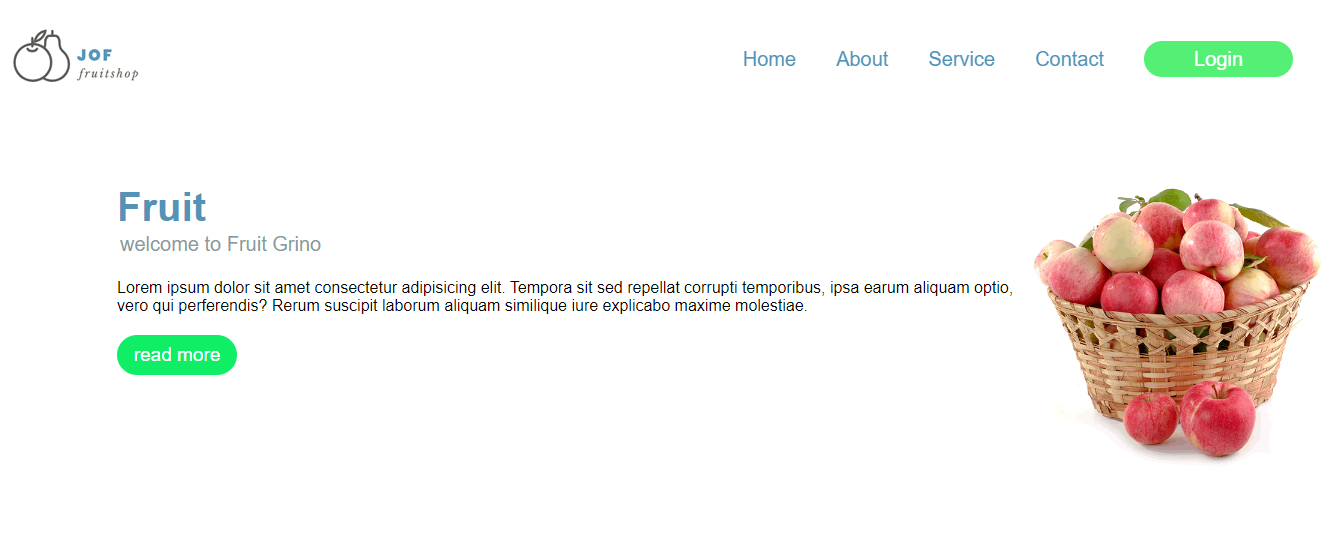 JOF
fruitshop
Home About Service Contact Login
Fruit
welcome to Fruit Grino
Lorem ipsum dolor sit amet consectetur adipisicing elit. Tempora sit sed repellat corrupti temporibus, ipsa earum aliquam optio,
vero qui perferendis? Rerum suscipit laborum aliquam similique iure explicabo maxime molestiae.
read more